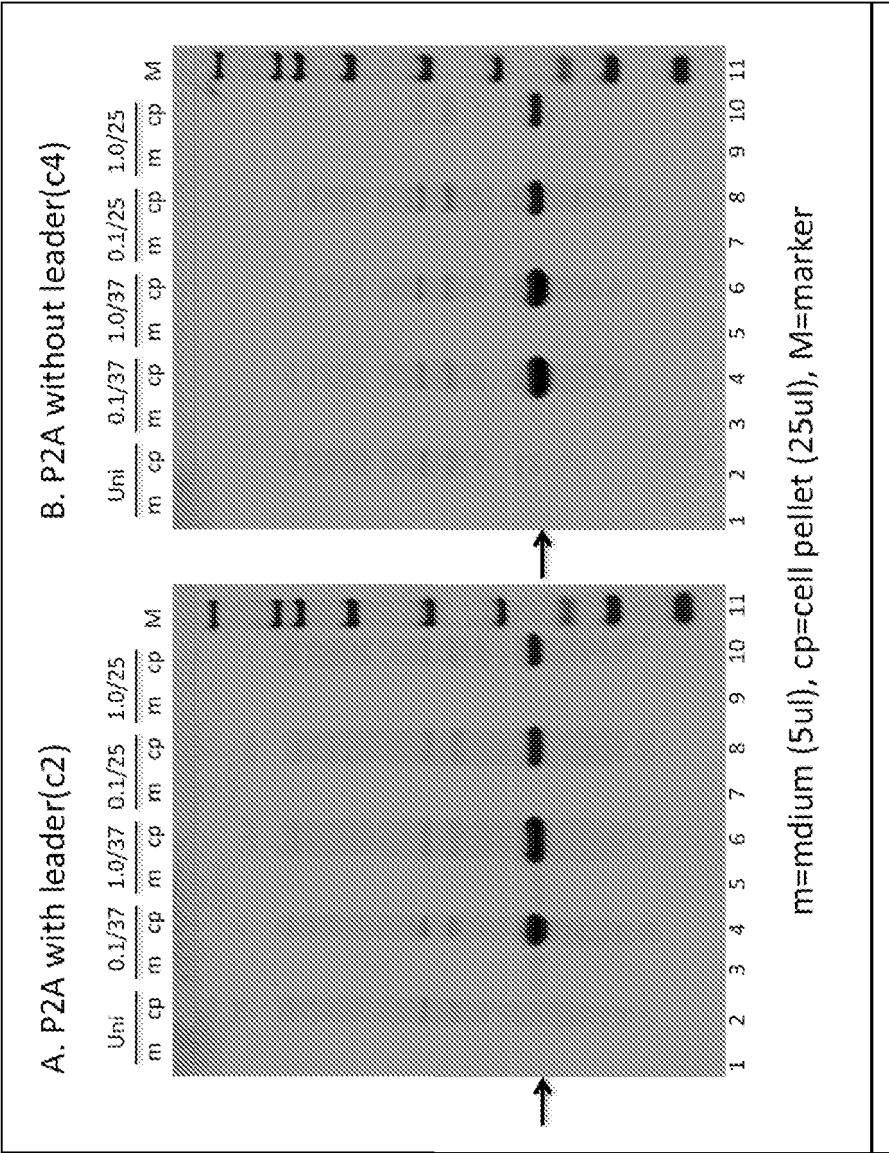 A. P2A with leader(c2)
Uni 0.1/37 1.0/37 0.1/25 1.0/25
m cp m cp m cp m cp m cp M
1 2 3 4 5 6 7 8 9 10 11
B. P2A without leader(c4)
Uni 0.1/37 1.0/37 0.1/25 1.0/25
m cp m cp m cp m cp m cp M
1 2 3 4 5 6 7 8 9 10 11
m=mdium (5ul), cp=cell pellet (25ul), M=marker